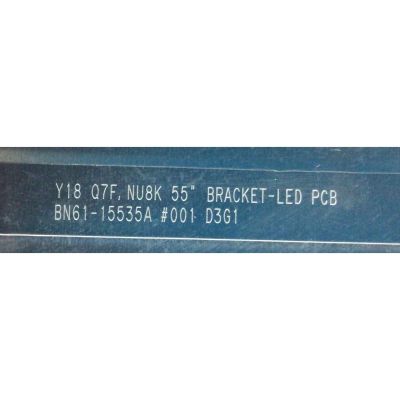 Y18 Q7F, NU8K 55" BRACKET-LED PCB
BN61-15535A #001 D3G1